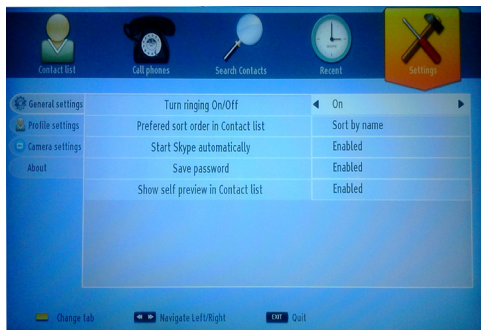 Contact list
Call phones
Search Contacts
Recent
Settings
General settings
Turn ringing On/Off
On
Profile settings
Prefered sort order in Contact list
Sort by name
Camera settings
Start Skype automatically
Enabled
About
Save password
Enabled
Show self preview in Contact list
Enabled
Change tab
Navigate Left/Right
EXIT Quit